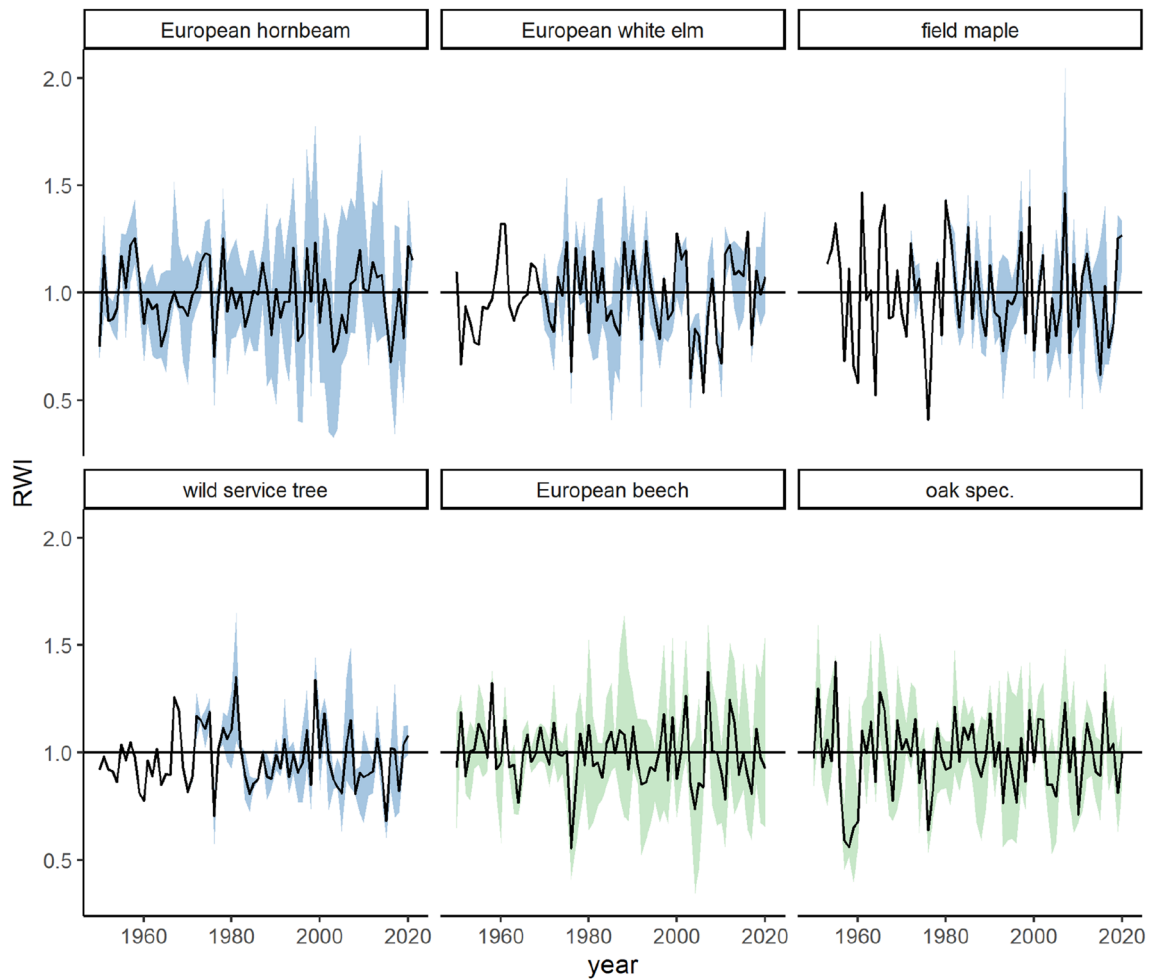 European hornbeam
European white elm
field maple
2.0
1.5
1.0
0.5
RWI
wild service tree
European beech
oak spec.
2.0
1.5
1.0
0.5
1960 1980 2000 2020
1960 1980 2000 2020
1960 1980 2000 2020
year